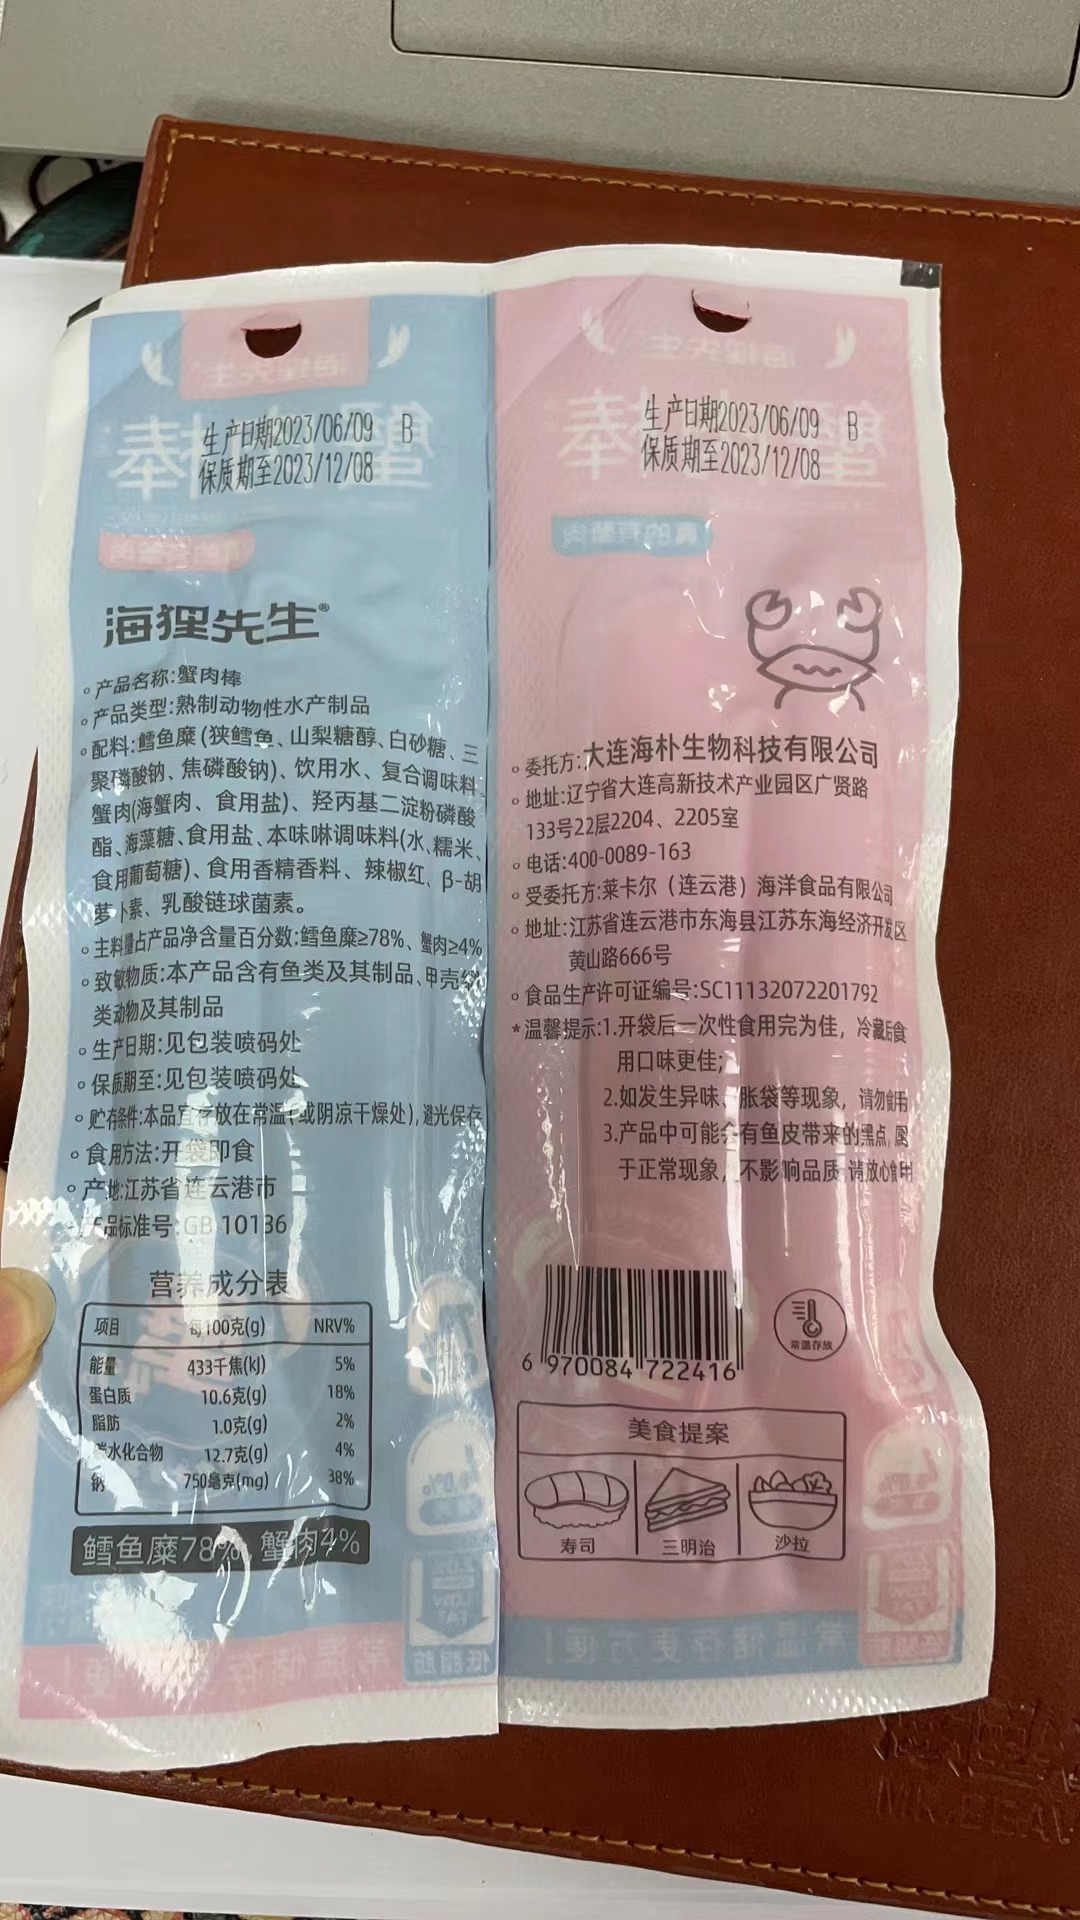 生产日期2023/06/09 B
保质期至2023/12/08
海狸先生®
产品名称:蟹肉棒
产品类型:熟制动物性水产制品
配料:鳕鱼糜(狭鳕鱼、山梨糖醇、白砂糖、三
聚磷酸钠、焦磷酸钠)、饮用水、复合调味料
蟹肉(海蟹肉、食用盐)、羟丙基二淀粉磷酸
酯、海藻糖、食用盐、本味啉调味料(水、糯米、
食用葡萄糖)、食用香精香料、辣椒红、β-胡
萝卜素、乳酸链球菌素。
主料量占产品净含量百分数:鳕鱼糜≥78%、蟹肉≥4%
致敏物质:本产品含有鱼类及其制品、甲壳纲
类动物及其制品
生产日期:见包装喷码处
保质期至:见包装喷码处
贮存条件:本品宜存放在常温(或阴凉干燥处),避光保存
食用方法:开袋即食
产地:江苏省连云港市
产品标准号:GB 10136
营养成分表
项目 每100克(g) NRV%
能量 433千焦(kJ) 5%
蛋白质 10.6克(g) 18%
脂肪 1.0克(g) 2%
碳水化合物 12.7克(g) 4%
钠 750毫克(mg) 38%
鳕鱼糜78% 蟹肉4%
生产日期2023/06/09 B
保质期至2023/12/08
委托方:大连海朴生物科技有限公司
地址:辽宁省大连高新技术产业园区广贤路
133号22层2204、2205室
电话:400-0089-163
受委托方:莱卡尔（连云港）海洋食品有限公司
地址:江苏省连云港市东海县江苏东海经济开发区
黄山路666号
食品生产许可证编号:SC11132072201792
*温馨提示:1.开袋后一次性食用完为佳，冷藏后食
用口味更佳;
2.如发生异味、胀袋等现象，请勿食用
3.产品中可能会有鱼皮带来的黑点,属
于正常现象，不影响品质,请放心食用
6 970084 722416
常温存放
美食提案
寿司 三明治 沙拉